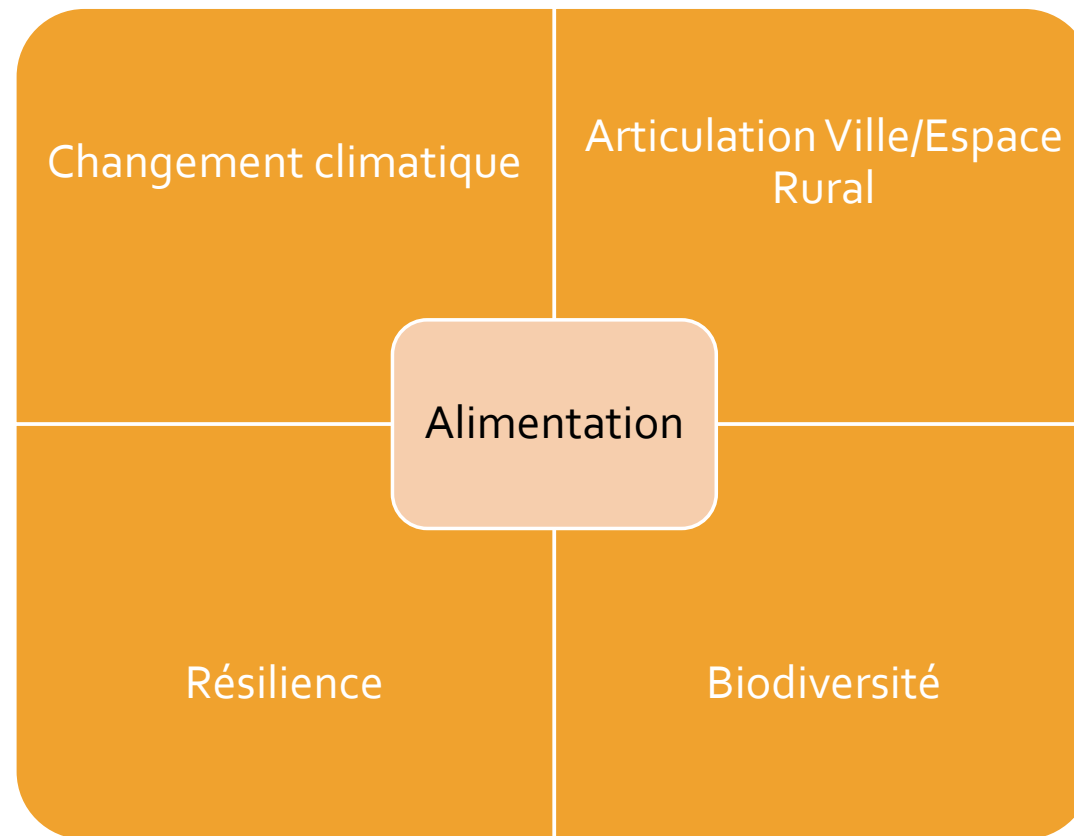 Changement climatique
Articulation Ville/Espace
Rural
Alimentation
Résilience
Biodiversité